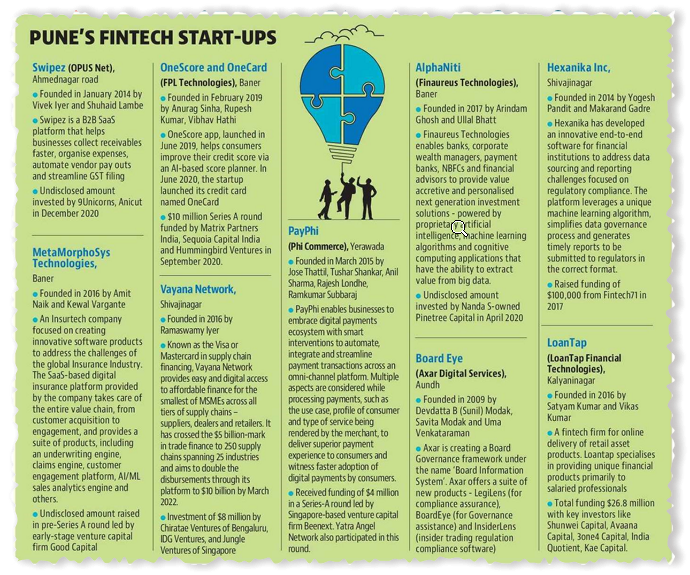 PUNE'S FINTECH START-UPS
Swipez (OPUS Net),
Ahmednagar road
Founded in January 2014 by
Vivek Iyer and Shuhaid Lambe
Swipez is a B2B SaaS
platform that helps
businesses collect receivables
faster, organise expenses,
automate vendor pay outs
and streamline GST filing
Undisclosed amount
invested by 9Unicorns, Anicut
in December 2020
MetaMorphoSys
Technologies,
Baner
Founded in 2016 by Amit
Naik and Kewal Vargante
An Insurtech company
focused on creating
innovative software products
to address the challenges of
the global Insurance Industry.
The SaaS-based digital
insurance platform provided
by the company takes care of
the entire value chain, from
customer acquisition to
engagement, and provides a
suite of products, including
an underwriting engine,
claims engine, customer
engagement platform, AI/ML
sales analytics engine and
others.
Undisclosed amount raised
in pre-Series A round led by
early-stage venture capital
firm Good Capital
OneScore and OneCard
(FPL Technologies), Baner
Founded in February 2019
by Anurag Sinha, Rupesh
Kumar, Vibhav Hathi
OneScore app, launched in
June 2019, helps consumers
improve their credit score via
an AI-based score planner. In
June 2020, the startup
launched its credit card
named OneCard
$10 million Series A round
funded by Matrix Partners
India, Sequoia Capital India
and Hummingbird Ventures in
September 2020.
Vayana Network,
Shivajinagar
Founded in 2016 by
Ramaswamy Iyer
Known as the Visa or
Mastercard in supply chain
financing, Vayana Network
provides easy and digital access
to affordable finance for the
smallest of MSMEs across all
tiers of supply chains –
suppliers, dealers and retailers. It
has crossed the $5 billion-mark
in trade finance to 250 supply
chains spanning 25 industries
and aims to double the
disbursements through its
platform to $10 billion by March
2022.
Investment of $8 million by
Chiratae Ventures of Bengaluru,
IDG Ventures, and Jungle
Ventures of Singapore
PayPhi
(Phi Commerce), Yerawada
Founded in March 2015 by
Jose Thattil, Tushar Shankar, Anil
Sharma, Rajesh Londhe,
Ramkumar Subbaraj
PayPhi enables businesses to
embrace digital payments
ecosystem with smart
interventions to automate,
integrate and streamline
payment transactions across an
omni-channel platform. Multiple
aspects are considered while
processing payments, such as
the use case, profile of consumer
and type of service being
rendered by the merchant, to
deliver superior payment
experience to consumers and
witness faster adoption of
digital payments by consumers.
Received funding of $4 million
in a Series-A round led by
Singapore-based venture capital
firm Beenext. Yatra Angel
Network also participated in this
round.
AlphaNiti
(Finaureus Technologies),
Baner
Founded in 2017 by Arindam
Ghosh and Ullal Bhatt
Finaureus Technologies
enables banks, corporate
wealth managers, payment
banks, NBFCs and financial
advisors to provide value
accretive and personalised
next generation investment
solutions - powered by
proprietary artificial
intelligence, machine learning
algorithms and cognitive
computing applications that
have the ability to extract
value from big data.
Undisclosed amount
invested by Nanda S-owned
Pinetree Capital in April 2020
Board Eye
(Axar Digital Services),
Aundh
Founded in 2009 by
Devdatta B (Sunil) Modak,
Savita Modak and Uma
Venkataraman
Axar is creating a Board
Governance framework under
the name 'Board Information
System'. Axar offers a suite of
new products - LegiLens (for
compliance assurance),
BoardEye (for Governance
assistance) and InsiderLens
(insider trading regulation
compliance software)
Hexanika Inc,
Shivajinagar
Founded in 2014 by Yogesh
Pandit and Makarand Gadre
Hexanika has developed
an innovative end-to-end
software for financial
institutions to address data
sourcing and reporting
challenges focused on
regulatory compliance. The
platform leverages a unique
machine learning algorithm,
simplifies data governance
process and generates
timely reports to be
submitted to regulators in
the correct format.
Raised funding of
$100,000 from Fintech71 in
2017
LoanTap
(LoanTap Financial
Technologies),
Kalyaninagar
Founded in 2016 by
Satyam Kumar and Vikas
Kumar
A fintech firm for online
delivery of retail asset
products. Loantap specialises
in providing unique financial
products primarily to
salaried professionals
Total funding $26.8 million
with key investors like
Shunwei Capital, Avaana
Capital, 3one4 Capital, India
Quotient, Kae Capital.